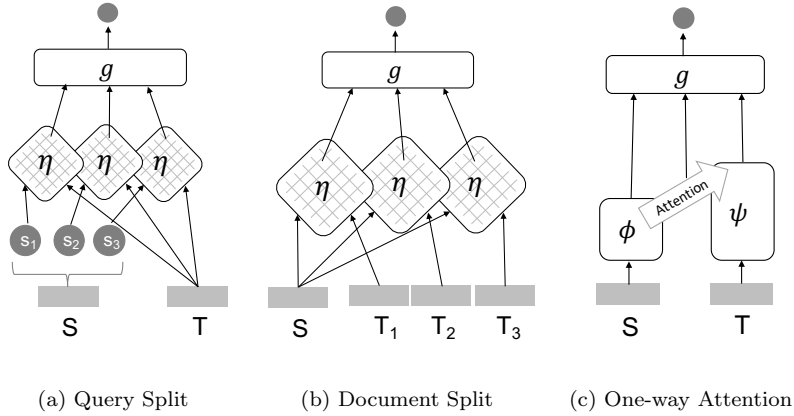 g
η η η
s₁ s₂ s₃
S T
(a) Query Split
g
η η η
S T₁ T₂ T₃
(b) Document Split
g
Attention
ϕ ψ
S T
(c) One-way Attention